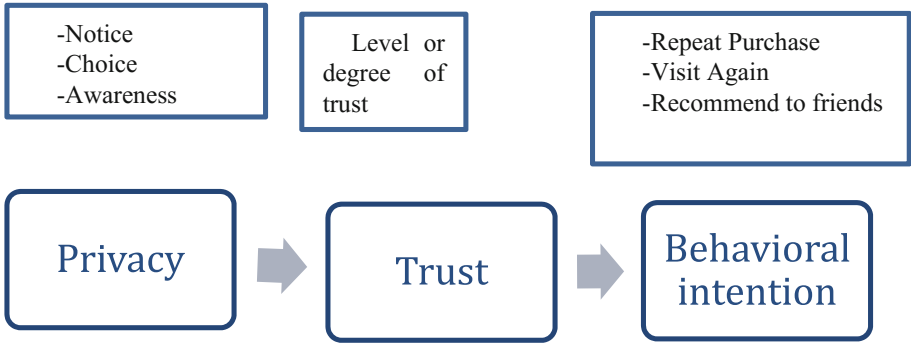 -Notice
-Choice
-Awareness
Level or
degree of
trust
-Repeat Purchase
-Visit Again
-Recommend to friends
Privacy
Trust
Behavioral
intention